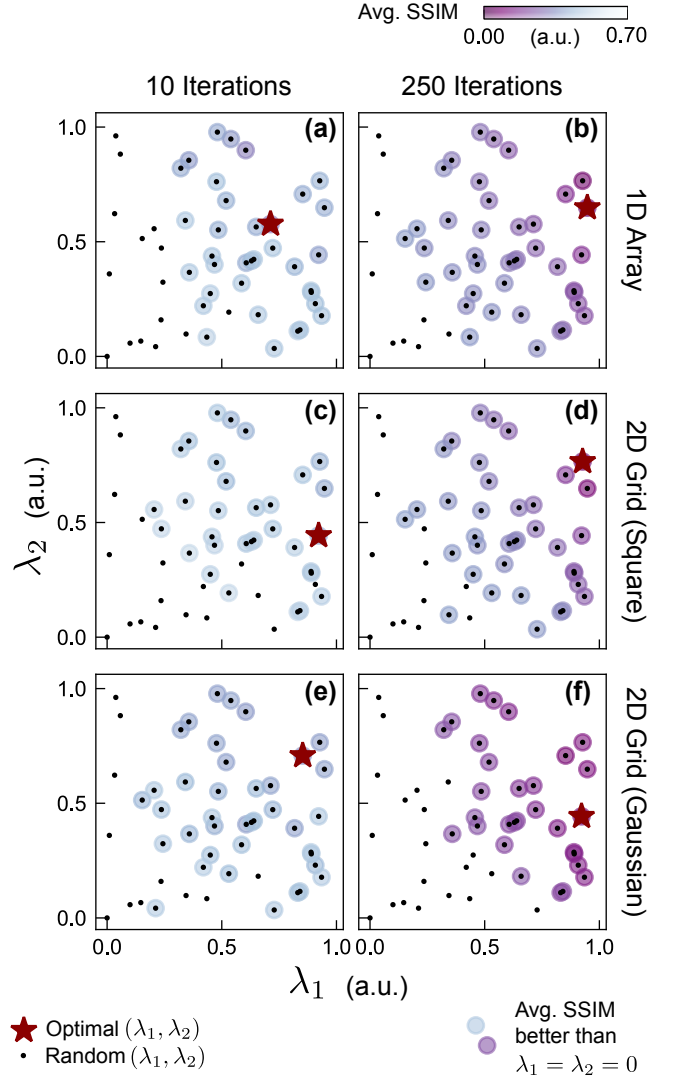 Avg. SSIM
0.00 (a.u.) 0.70
10 Iterations 250 Iterations
(a) (b)
1.0
0.5
0.0
1D Array
(c) (d)
1.0
0.5
0.0
λ₂ (a.u.)
2D Grid (Square)
(e) (f)
1.0
0.5
0.0
2D Grid (Gaussian)
0.0 0.5 1.0 0.0 0.5 1.0
λ₁ (a.u.)
Optimal (λ₁, λ₂)
Random (λ₁, λ₂)
Avg. SSIM
better than
λ₁ = λ₂ = 0